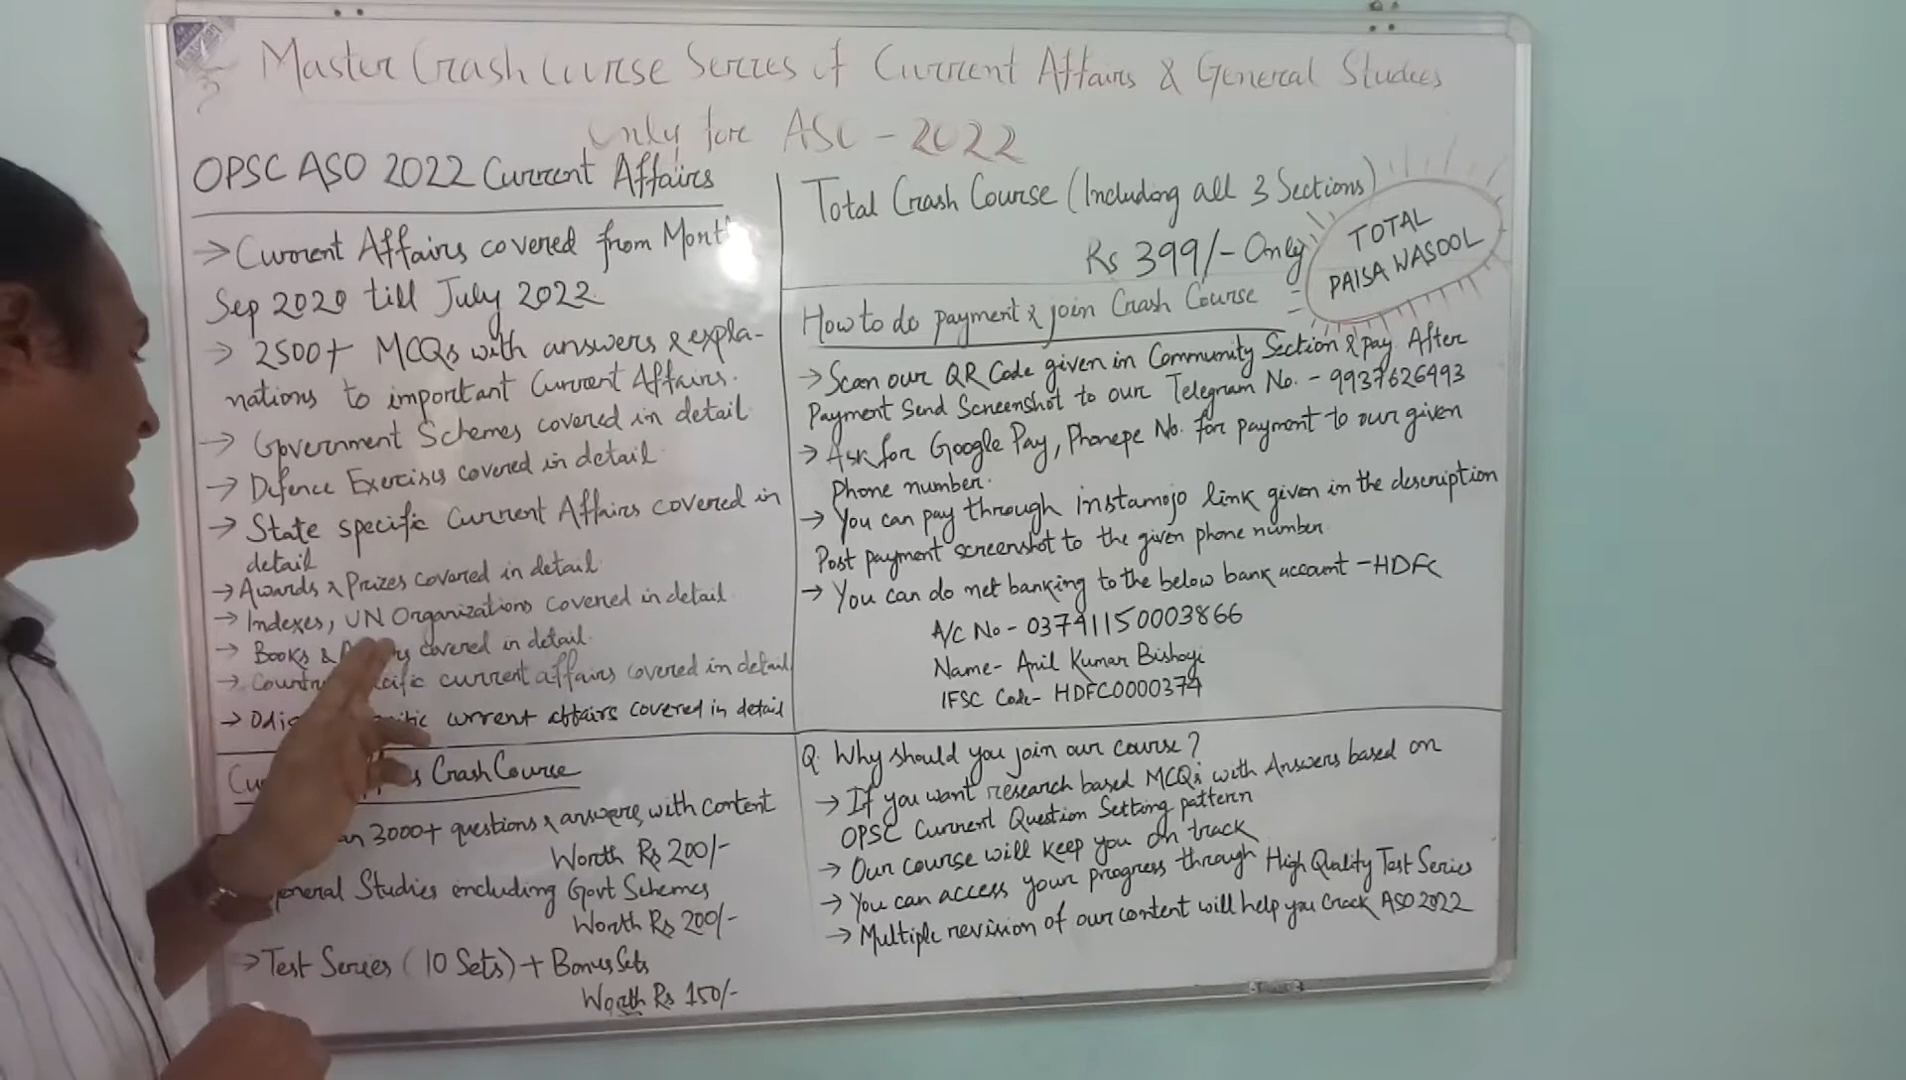 Master Crash Course Series of Current Affairs & General Studies
Only for ASO - 2022
OPSC ASO 2022 Current Affairs
→ Current Affairs covered from Month
Sep 2020 till July 2022
→ 2500+ MCQs with answers & expla-
nations to important Current Affairs.
→ Government Schemes covered in detail
→ Defence Exercises covered in detail
→ State specific Current Affairs covered in
detail
→ Awards & Prizes covered in detail
→ Indexes, UN Organizations covered in detail
→ Books & covered in detail
→ current affairs covered in detail
→ current affairs covered in detail
Crash Course
3000+ questions & answers, with content
Worth Rs 200/-
General Studies including Govt Schemes
Worth Rs 200/-
→ Test Series (10 Sets) + Bonus Sets
Worth Rs 150/-
Total Crash Course (Including all 3 Sections)
Rs 399/- Only
TOTAL
PAISA WASOOL
How to do payment & join Crash Course
→ Scan our QR Code given in Community Section & pay After
Payment Send Screenshot to our Telegram No. - 9937626493
→ Ask for Google Pay, Phonepe No. for payment to our given
Phone number.
→ You can pay through instamojo link given in the description
Post payment screenshot to the given phone number.
→ You can do net banking to the below bank account - HDFC
A/C No - 03741150003866
Name - Anil Kumar Bishoyi
IFSC Code - HDFC0000374
Q. Why should you join our course?
→ If you want research based MCQs with Answers based on
OPSC Current Question Setting pattern
→ Our course will keep you on track
→ You can access your progress through High Quality Test Series
→ Multiple revision of our content will help you Crack ASO 2022